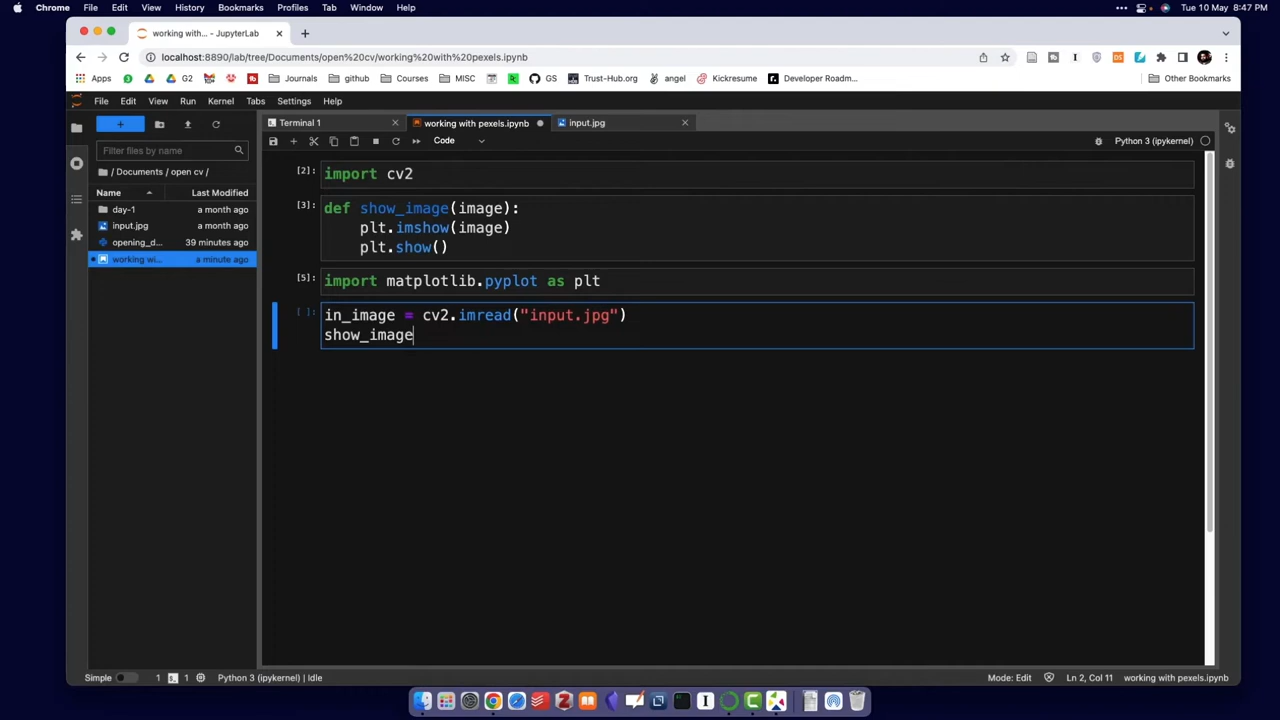 Chrome File Edit View History Bookmarks Profiles Tab Window Help Tue 10 May 8:47 PM
working with... - JupyterLab
localhost:8890/lab/tree/Documents/open%20cv/working%20with%20pexels.ipynb
Apps G2 Journals github Courses MISC GS Trust-Hub.org angel Kickresume Developer Roadm... Other Bookmarks
File Edit View Run Kernel Tabs Settings Help
Terminal 1 working with pexels.ipynb input.jpg
Code Python 3 (ipykernel)
Filter files by name
/ Documents / open cv /
Name Last Modified
day-1 a month ago
input.jpg a month ago
opening_d... 39 minutes ago
working wi... a minute ago
[2]: import cv2
[3]: def show_image(image):
plt.imshow(image)
plt.show()
[5]: import matplotlib.pyplot as plt
[ ]: in_image = cv2.imread("input.jpg")
show_image
Simple 1 1 Python 3 (ipykernel) | Idle Mode: Edit Ln 2, Col 11 working with pexels.ipynb